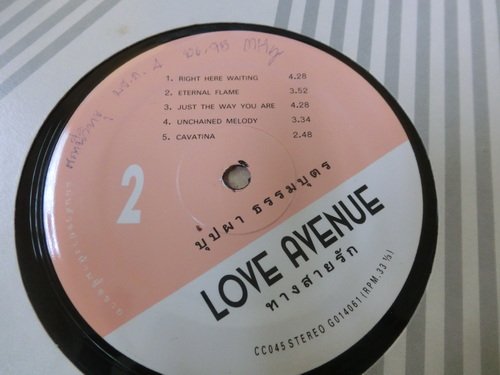 1. RIGHT HERE WAITING 4.28
2. ETERNAL FLAME 3.52
3. JUST THE WAY YOU ARE 4.28
4. UNCHAINED MELODY 3.34
5. CAVATINA 2.48
2
บุปผา ธรรมบุตร
LOVE AVENUE
ทางสายรัก
CC045 STEREO G014061 (RPM. 33 ⅓)